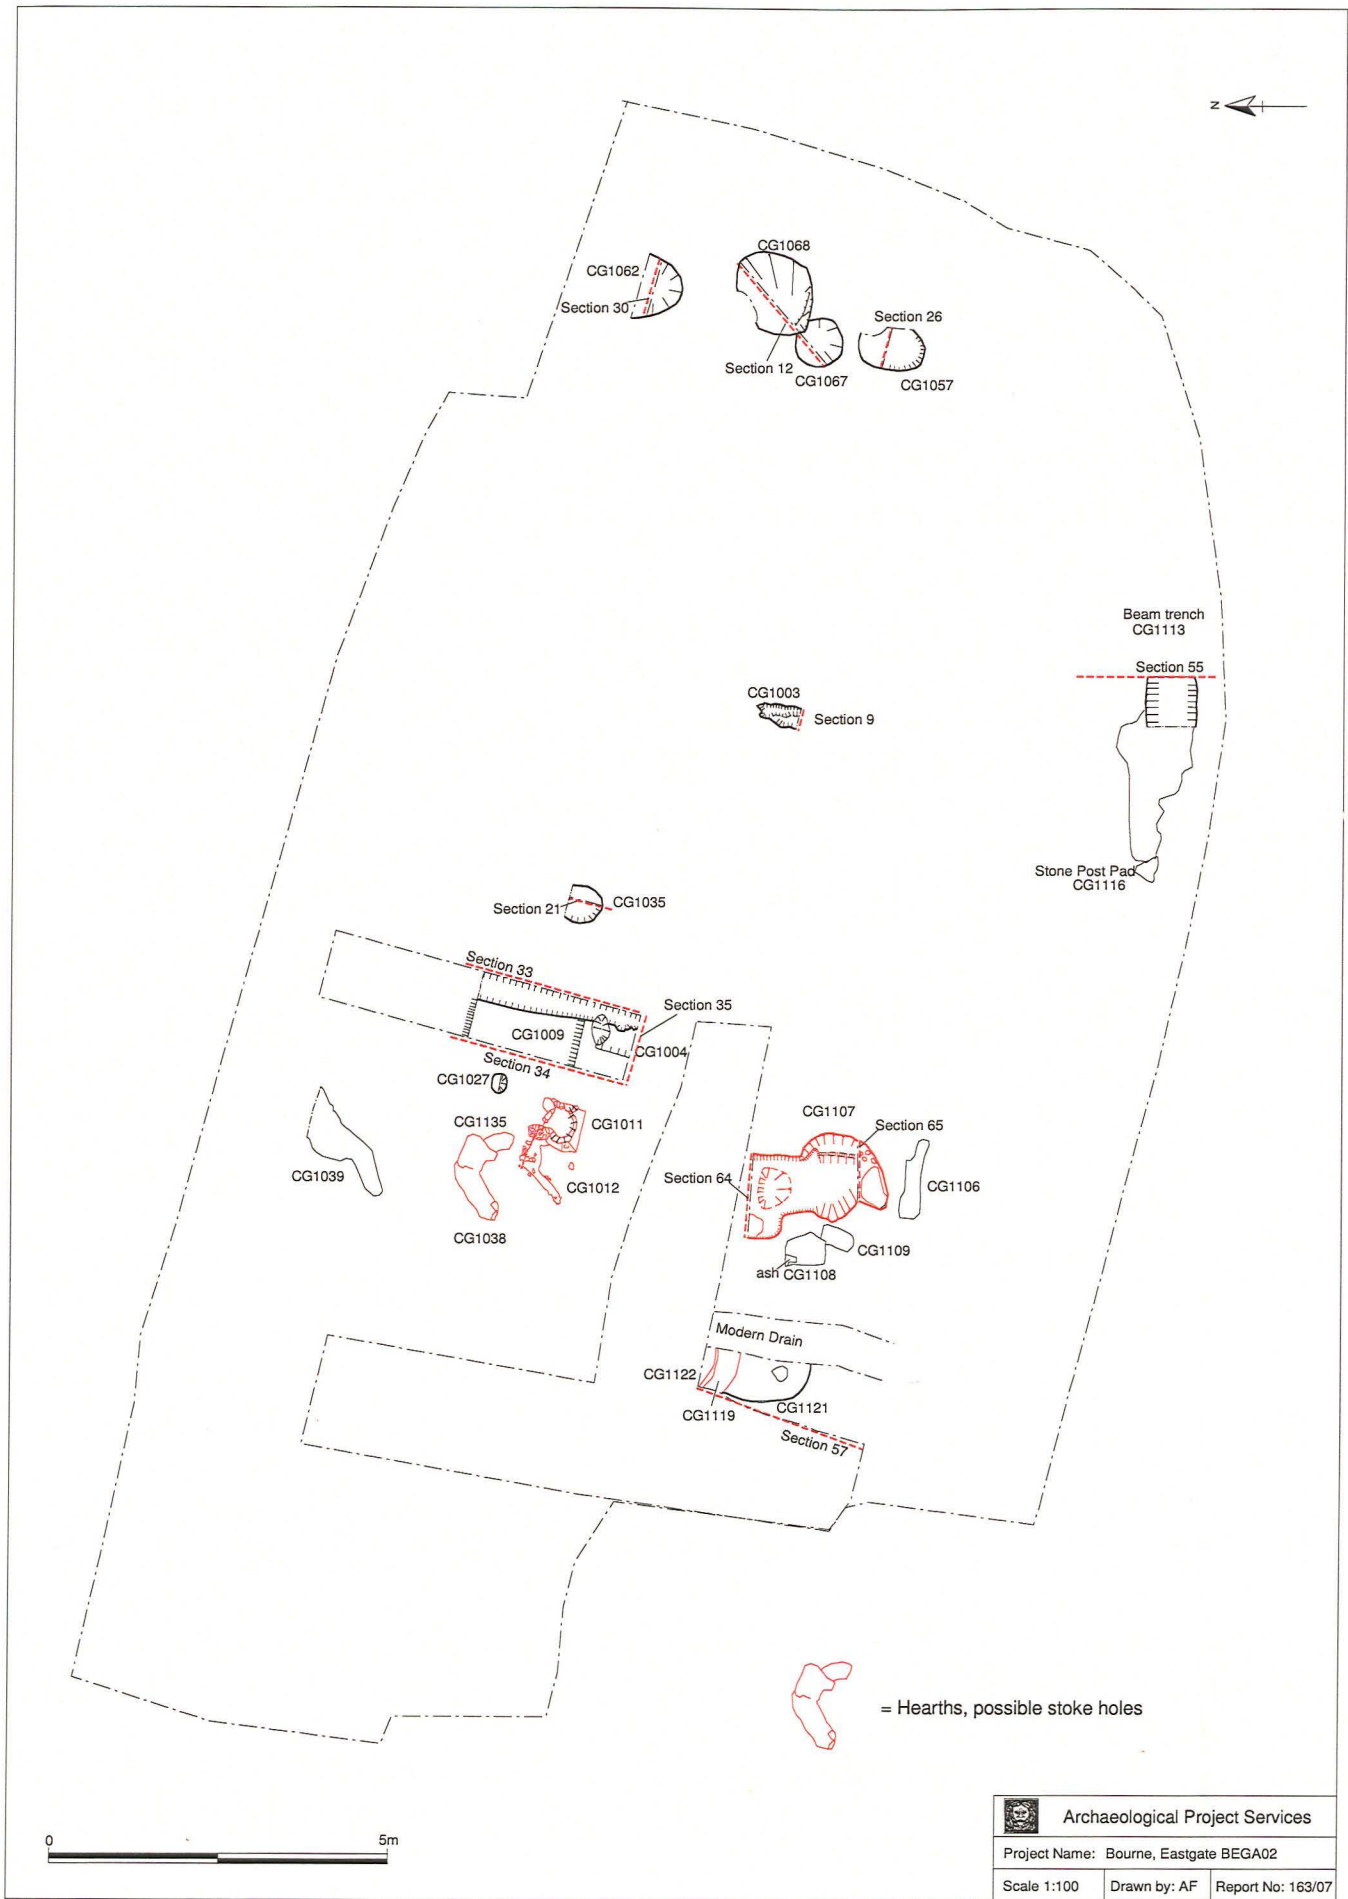 N
CG1068
CG1062
Section 30
Section 26
Section 12
CG1067
CG1057
Beam trench
CG1113
Section 55
CG1003
Section 9
Stone Post Pad
CG1116
Section 21
CG1035
Section 33
Section 35
CG1009
CG1004
Section 34
CG1027
CG1011
CG1107
CG1135
Section 65
CG1039
Section 64
CG1012
CG1106
CG1038
CG1109
ash CG1108
Modern Drain
CG1122
CG1119
CG1121
Section 57
= Hearths, possible stoke holes
0
5m
Archaeological Project Services
Project Name: Bourne, Eastgate BEGA02
Scale 1:100
Drawn by: AF
Report No: 163/07